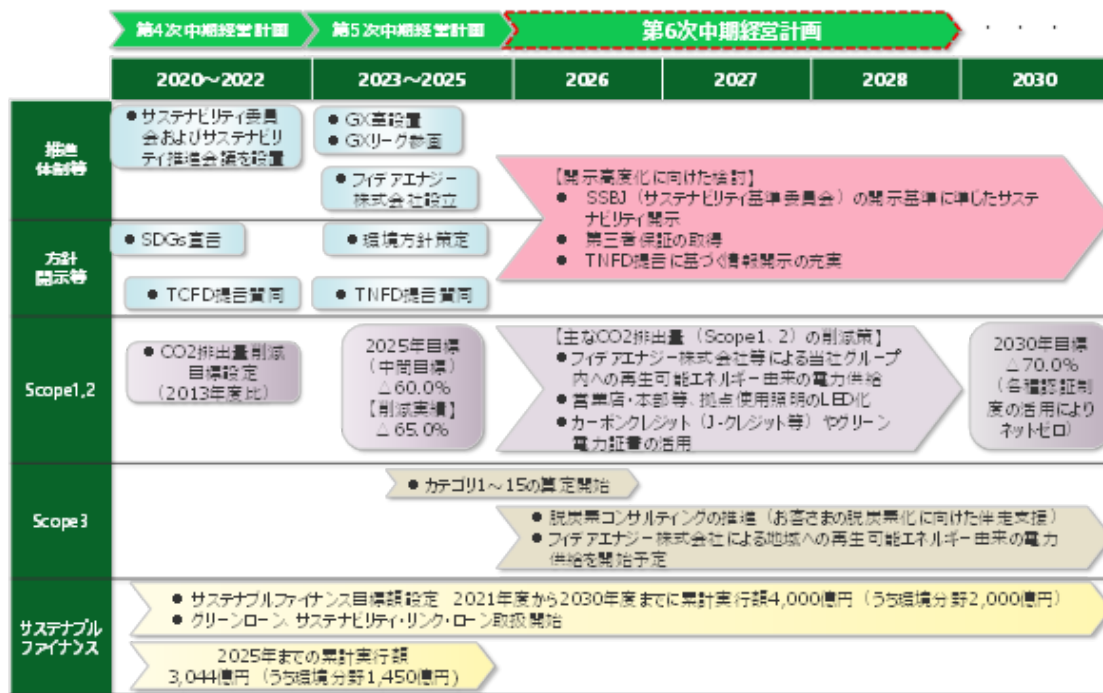 第4次中期経営計画
第5次中期経営計画
第6次中期経営計画
・・・
2020～2022
2023～2025
2026
2027
2028
2030
推進
体制等
● サステナビリティ委員
会およびサステナビリ
ティ推進会議を設置
● GX室設置
● GXリーグ参画
● フィデアエナジー
株式会社設立
【開示高度化に向けた検討】
● SSBJ（サステナビリティ基準委員会）の開示基準に準じたサステ
ナビリティ開示
● 第三者保証の取得
● TNFD提言に基づく情報開示の充実
方針
開示等
● SDGs宣言
● 環境方針策定
● TCFD提言賛同
● TNFD提言賛同
Scope1,2
● CO2排出量削減
目標設定
（2013年度比）
2025年目標
（中間目標）
△60.0%
【削減実績】
△65.0%
【主なCO2排出量（Scope1、2）の削減策】
●フィデアエナジー株式会社等による当社グループ
内への再生可能エネルギー由来の電力供給
●営業店・本部等、拠点使用照明のLED化
●カーボンクレジット（J-クレジット等）やグリーン
電力証書の活用
2030年目標
△70.0%
（各種認証制
度の活用により
ネットゼロ）
Scope3
● カテゴリ1～15の算定開始
● 脱炭素コンサルティングの推進（お客さまの脱炭素化に向けた伴走支援）
● フィデアエナジー株式会社による地域への再生可能エネルギー由来の電力
供給を開始予定
サステナブル
ファイナンス
● サステナブルファイナンス目標額設定 2021年度から2030年度までに累計実行額4,000億円（うち環境分野2,000億円）
● グリーンローン、サステナビリティ・リンク・ローン取扱開始
2025年までの累計実行額
3,044億円（うち環境分野1,450億円）